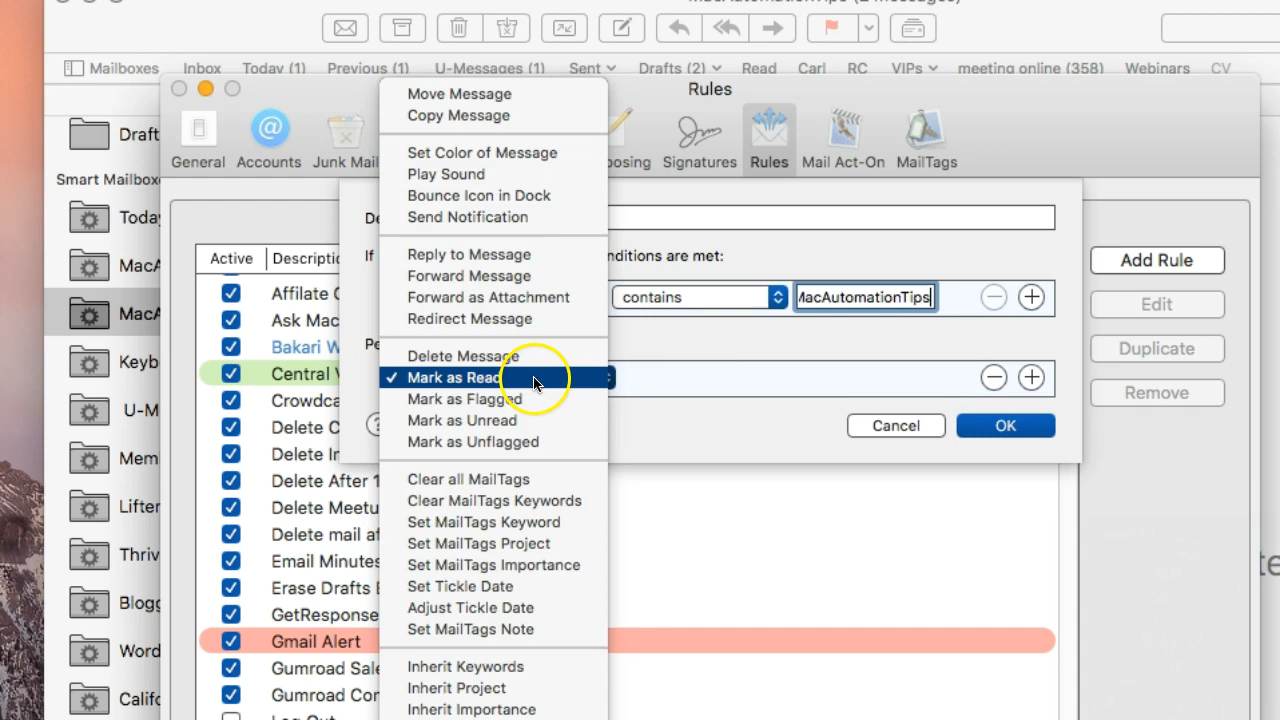 Mailboxes Inbox Today (1) Previous (1) U-Messages (1) Sent Drafts (2) Read Carl RC VIPs meeting online (358) Webinars CV
Rules
General Accounts Junk Mail Signatures Rules Mail Act-On MailTags
Smart Mailbox
Move Message
Copy Message
Set Color of Message
Play Sound
Bounce Icon in Dock
Send Notification
Reply to Message
Forward Message
Forward as Attachment
Redirect Message
Delete Message
✓ Mark as Read
Mark as Flagged
Mark as Unread
Mark as Unflagged
Clear all MailTags
Clear MailTags Keywords
Set MailTags Keyword
Set MailTags Project
Set MailTags Importance
Set Tickle Date
Adjust Tickle Date
Set MailTags Note
Inherit Keywords
Inherit Project
Inherit Importance
If nditions are met:
contains
MacAutomationTips
Cancel OK
Add Rule
Edit
Duplicate
Remove
Active Descriptio
Affilate C
Ask Mac
Bakari W
Central V
Crowdca
Delete C
Delete In
Delete After 1
Delete Meetu
Delete mail af
Email Minutes
Erase Drafts E
GetResponse
Gmail Alert
Gumroad Sale
Gumroad Con
Draft
Today
MacA
MacA
Keyb
U-M
Mem
Lifter
Thriv
Blogg
Word
Califo